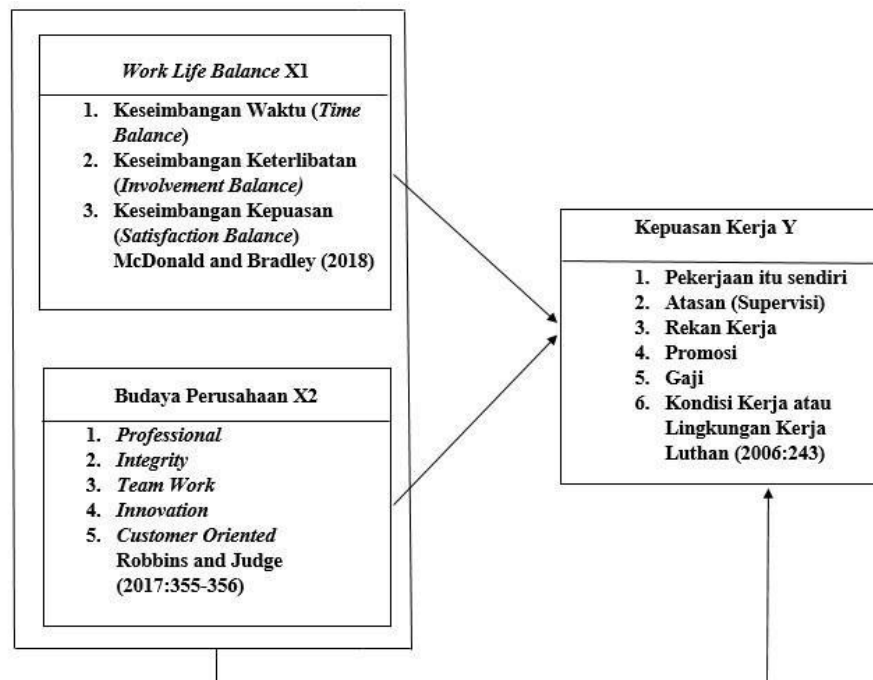 Work Life Balance X1
1. Keseimbangan Waktu (Time
Balance)
2. Keseimbangan Keterlibatan
(Involvement Balance)
3. Keseimbangan Kepuasan
(Satisfaction Balance)
McDonald and Bradley (2018)
Budaya Perusahaan X2
1. Professional
2. Integrity
3. Team Work
4. Innovation
5. Customer Oriented
Robbins and Judge
(2017:355-356)
Kepuasan Kerja Y
1. Pekerjaan itu sendiri
2. Atasan (Supervisi)
3. Rekan Kerja
4. Promosi
5. Gaji
6. Kondisi Kerja atau
Lingkungan Kerja
Luthan (2006:243)